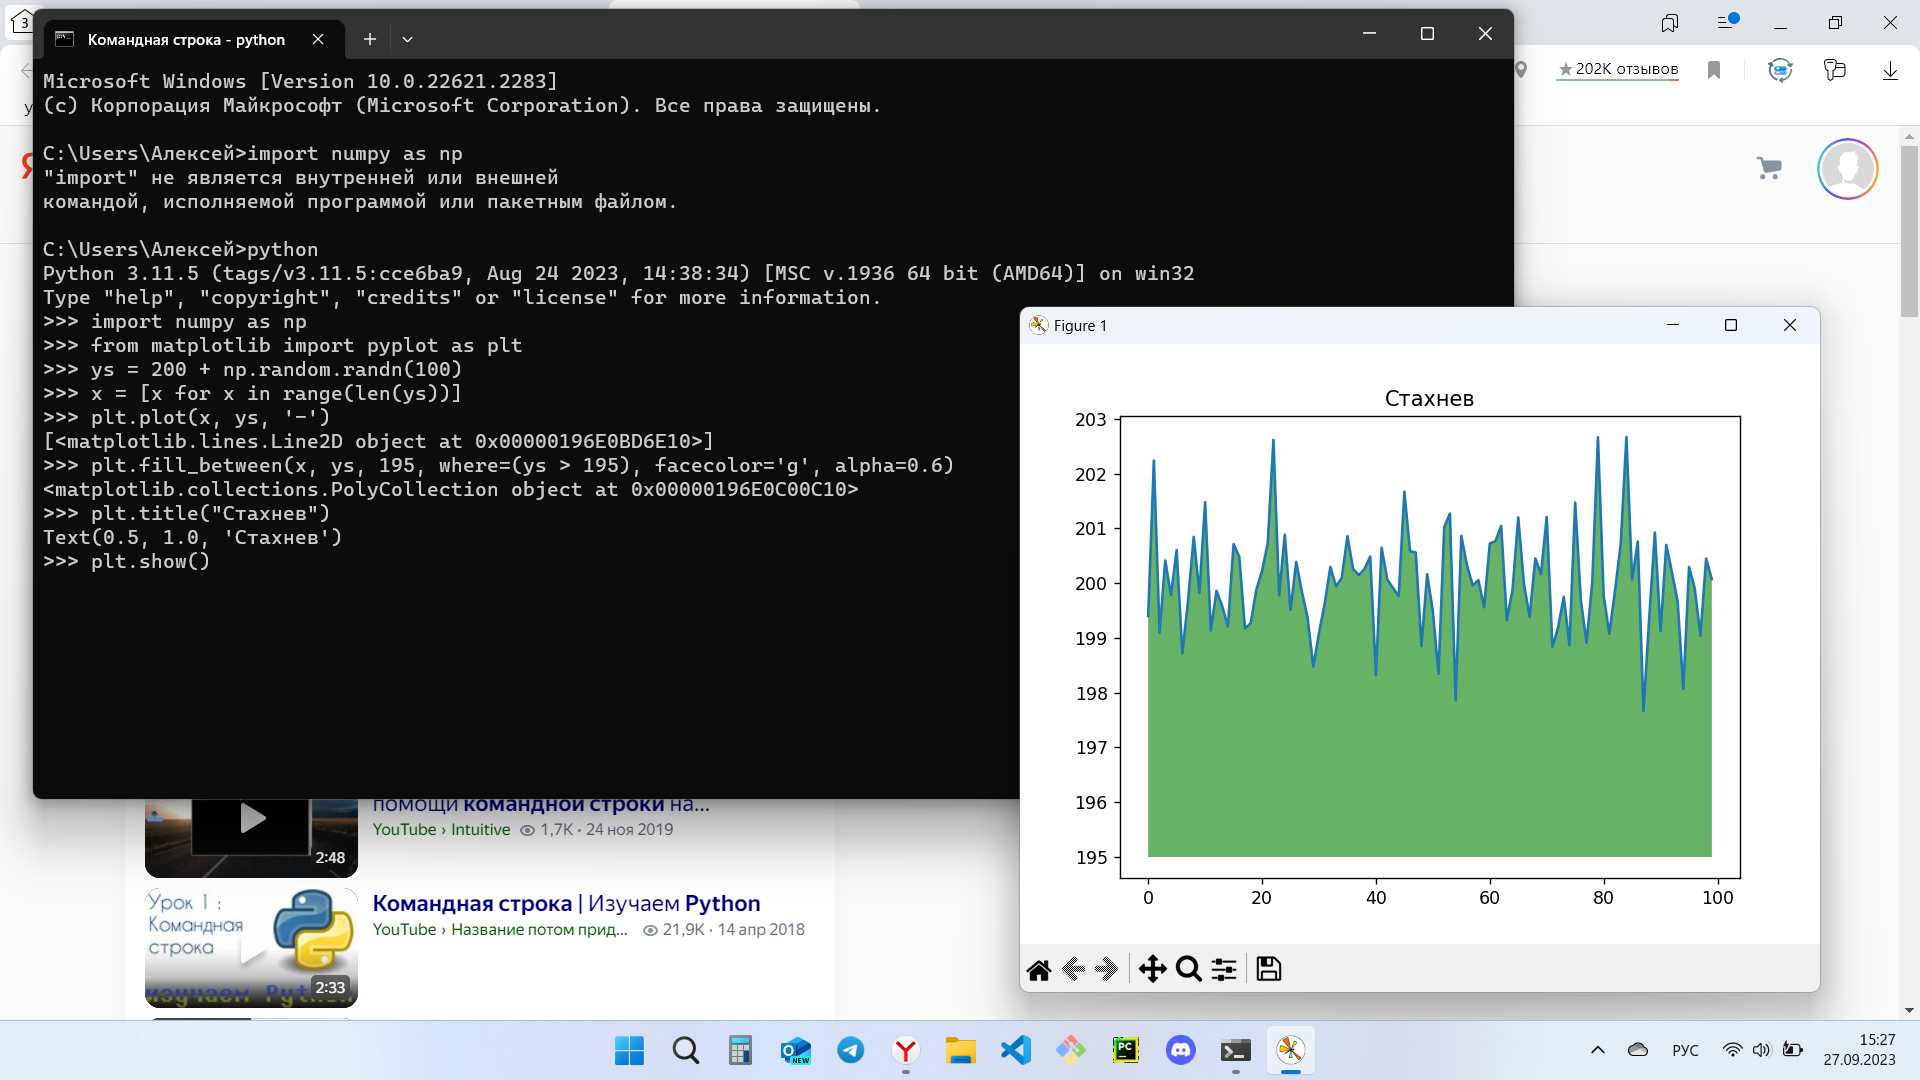 3
Командная строка - python
202K отзывов
Microsoft Windows [Version 10.0.22621.2283]
(c) Корпорация Майкрософт (Microsoft Corporation). Все права защищены.
C:\Users\Алексей>import numpy as np
"import" не является внутренней или внешней
командой, исполняемой программой или пакетным файлом.
C:\Users\Алексей>python
Python 3.11.5 (tags/v3.11.5:cce6ba9, Aug 24 2023, 14:38:34) [MSC v.1936 64 bit (AMD64)] on win32
Type "help", "copyright", "credits" or "license" for more information.
>>> import numpy as np
>>> from matplotlib import pyplot as plt
>>> ys = 200 + np.random.randn(100)
>>> x = [x for x in range(len(ys))]
>>> plt.plot(x, ys, '-')
[<matplotlib.lines.Line2D object at 0x00000196E0BD6E10>]
>>> plt.fill_between(x, ys, 195, where=(ys > 195), facecolor='g', alpha=0.6)
<matplotlib.collections.PolyCollection object at 0x00000196E0C00C10>
>>> plt.title("Стахнев")
Text(0.5, 1.0, 'Стахнев')
>>> plt.show()
Figure 1
Стахнев
203
202
201
200
199
198
197
196
195
0 20 40 60 80 100
помощи командной строки на...
YouTube › Intuitive 1,7K · 24 ноя 2019
2:48
Урок 1 :
Командная
строка
изучаем Python
2:33
Командная строка | Изучаем Python
YouTube › Название потом прид... 21,9K · 14 апр 2018
NEW
PC
РУС
15:27
27.09.2023